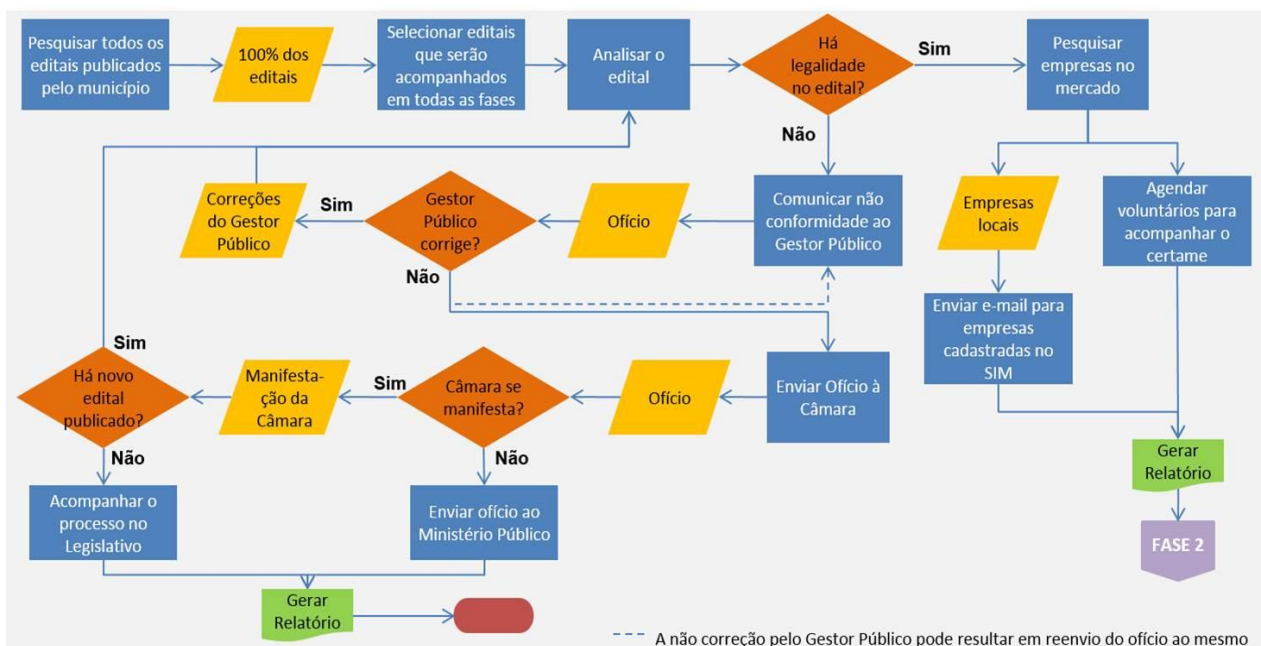 Pesquisar todos os
editais publicados
pelo município
100% dos
editais
Selecionar editais
que serão
acompanhados
em todas as fases
Analisar o
edital
Há
legalidade
no edital?
Sim
Pesquisar
empresas no
mercado
Não
Correções
do Gestor
Público
Sim
Gestor
Público
corrige?
Ofício
Comunicar não
conformidade ao
Gestor Público
Empresas
locais
Agendar
voluntários para
acompanhar o
certame
Não
Enviar e-mail para
empresas
cadastradas no
SIM
Sim
Há novo
edital
publicado?
Manifesta-
ção da
Câmara
Sim
Câmara se
manifesta?
Ofício
Enviar Ofício à
Câmara
Não
Não
Gerar
Relatório
Acompanhar o
processo no
Legislativo
Enviar ofício ao
Ministério Público
FASE 2
Gerar
Relatório
A não correção pelo Gestor Público pode resultar em reenvio do ofício ao mesmo